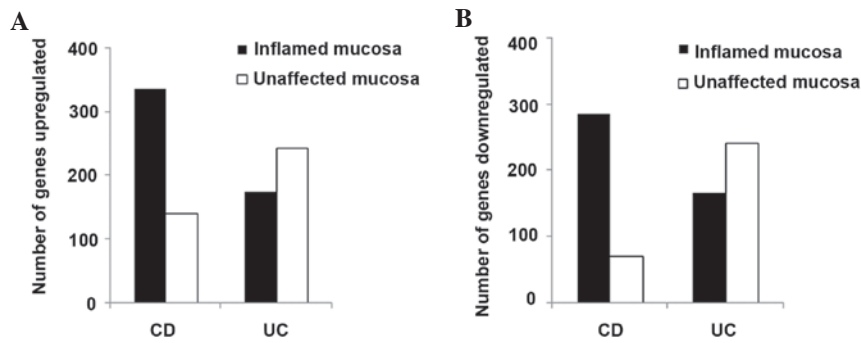 A
Number of genes upregulated
400
300
200
100
0
Inflamed mucosa
Unaffected mucosa
CD
UC
B
Number of genes downregulated
400
300
200
100
0
Inflamed mucosa
Unaffected mucosa
CD
UC